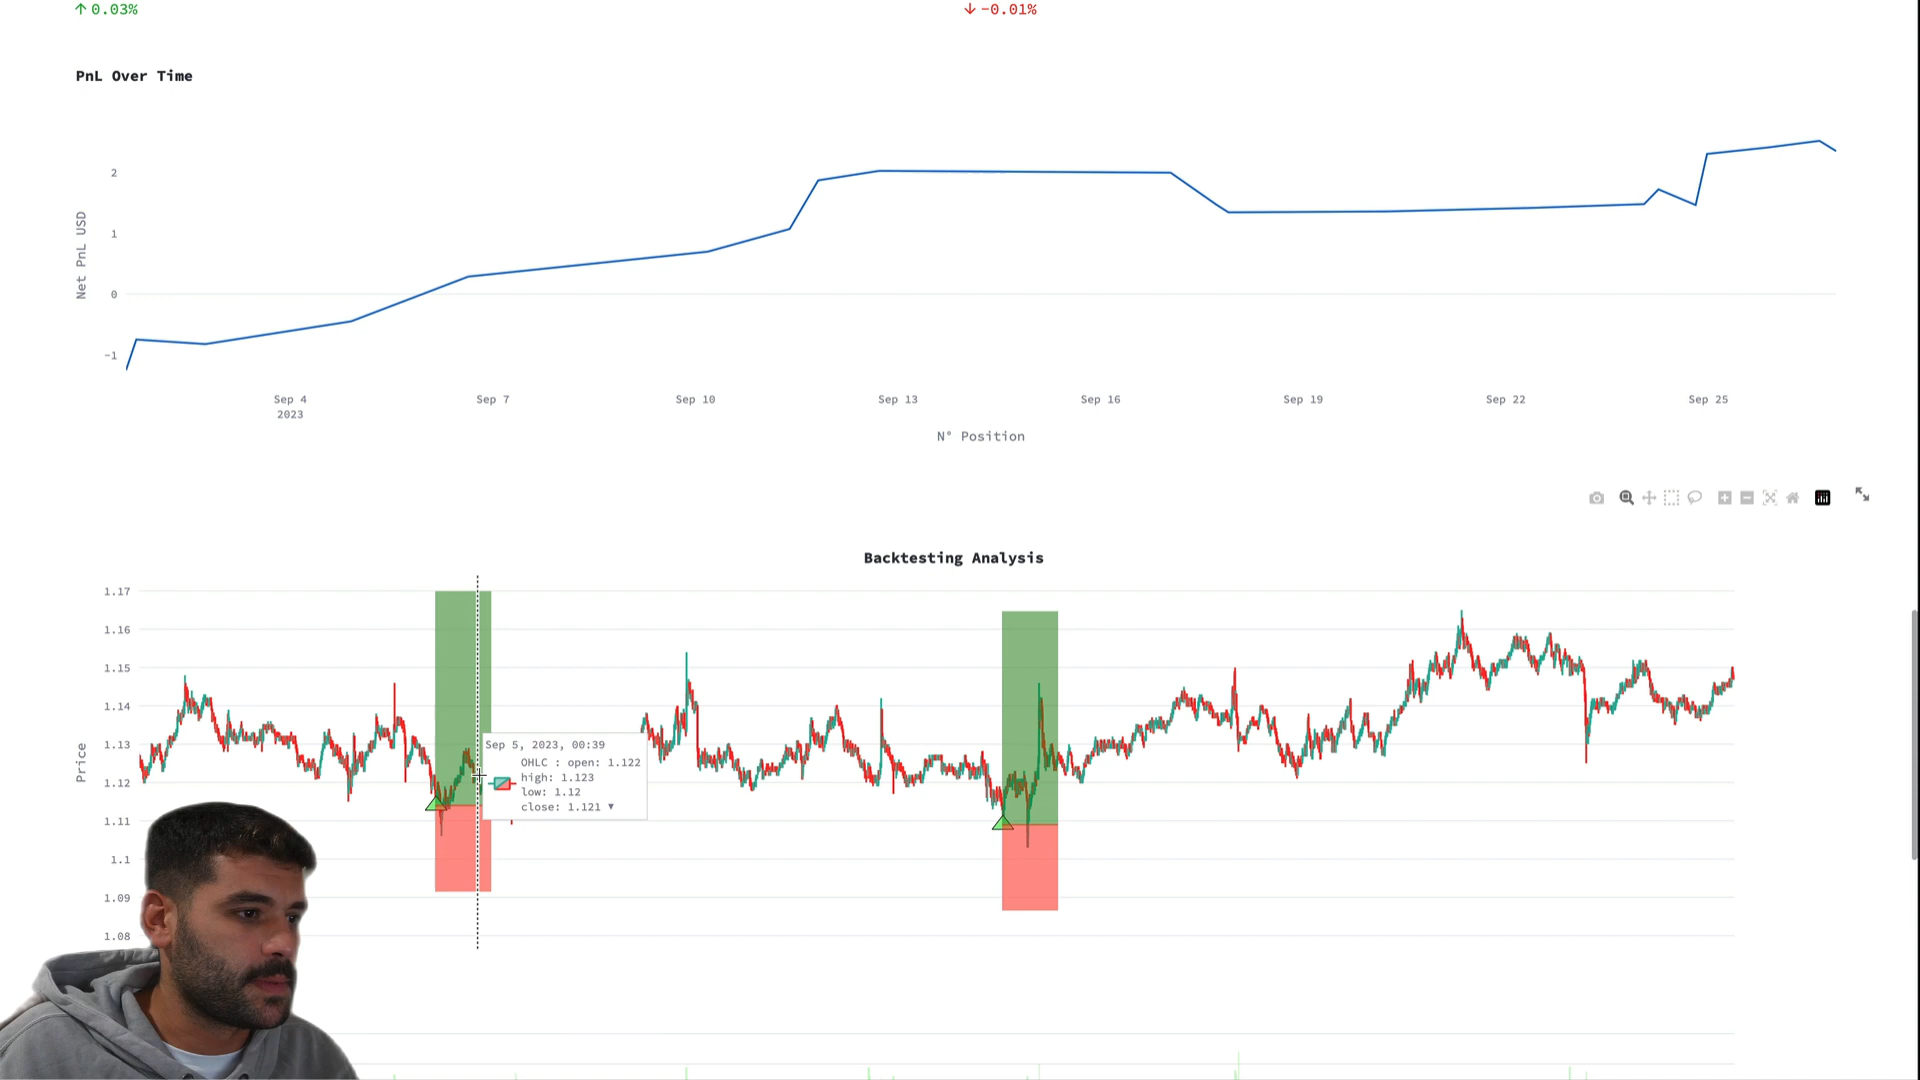 ↑ 0.03%
↓ −0.01%
PnL Over Time
2
1
0
−1
Net PnL USD
Sep 4
2023
Sep 7
Sep 10
Sep 13
Sep 16
Sep 19
Sep 22
Sep 25
N° Position
Backtesting Analysis
1.17
1.16
1.15
1.14
1.13
1.12
1.11
1.1
1.09
1.08
Price
Sep 5, 2023, 00:39
OHLC : open: 1.122
high: 1.123
low: 1.12
close: 1.121 ▼